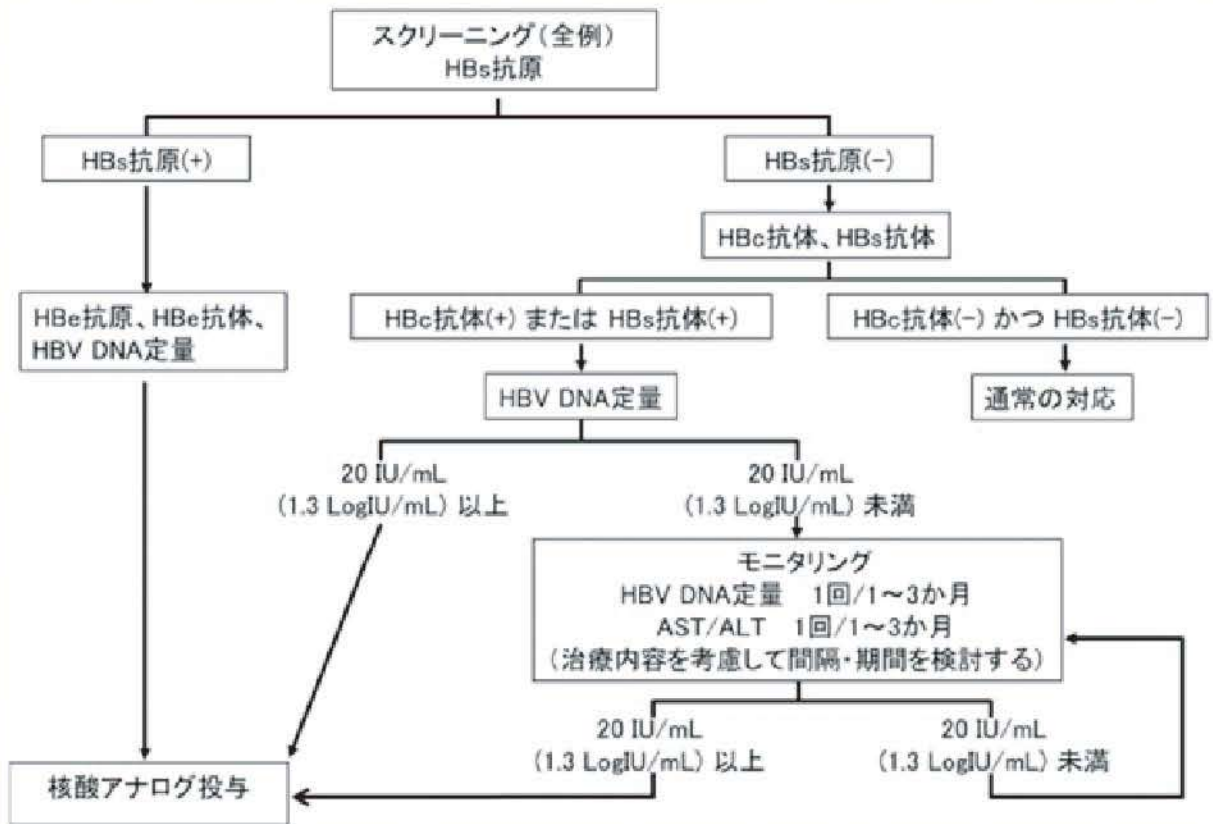 スクリーニング(全例)
HBs抗原
HBs抗原(+)
HBs抗原(-)
HBc抗体、HBs抗体
HBe抗原、HBe抗体、
HBV DNA定量
HBc抗体(+) または HBs抗体(+)
HBc抗体(-) かつ HBs抗体(-)
HBV DNA定量
通常の対応
20 IU/mL
(1.3 LogIU/mL) 以上
20 IU/mL
(1.3 LogIU/mL) 未満
モニタリング
HBV DNA定量 1回/1~3か月
AST/ALT 1回/1~3か月
(治療内容を考慮して間隔・期間を検討する)
20 IU/mL
(1.3 LogIU/mL) 以上
20 IU/mL
(1.3 LogIU/mL) 未満
核酸アナログ投与